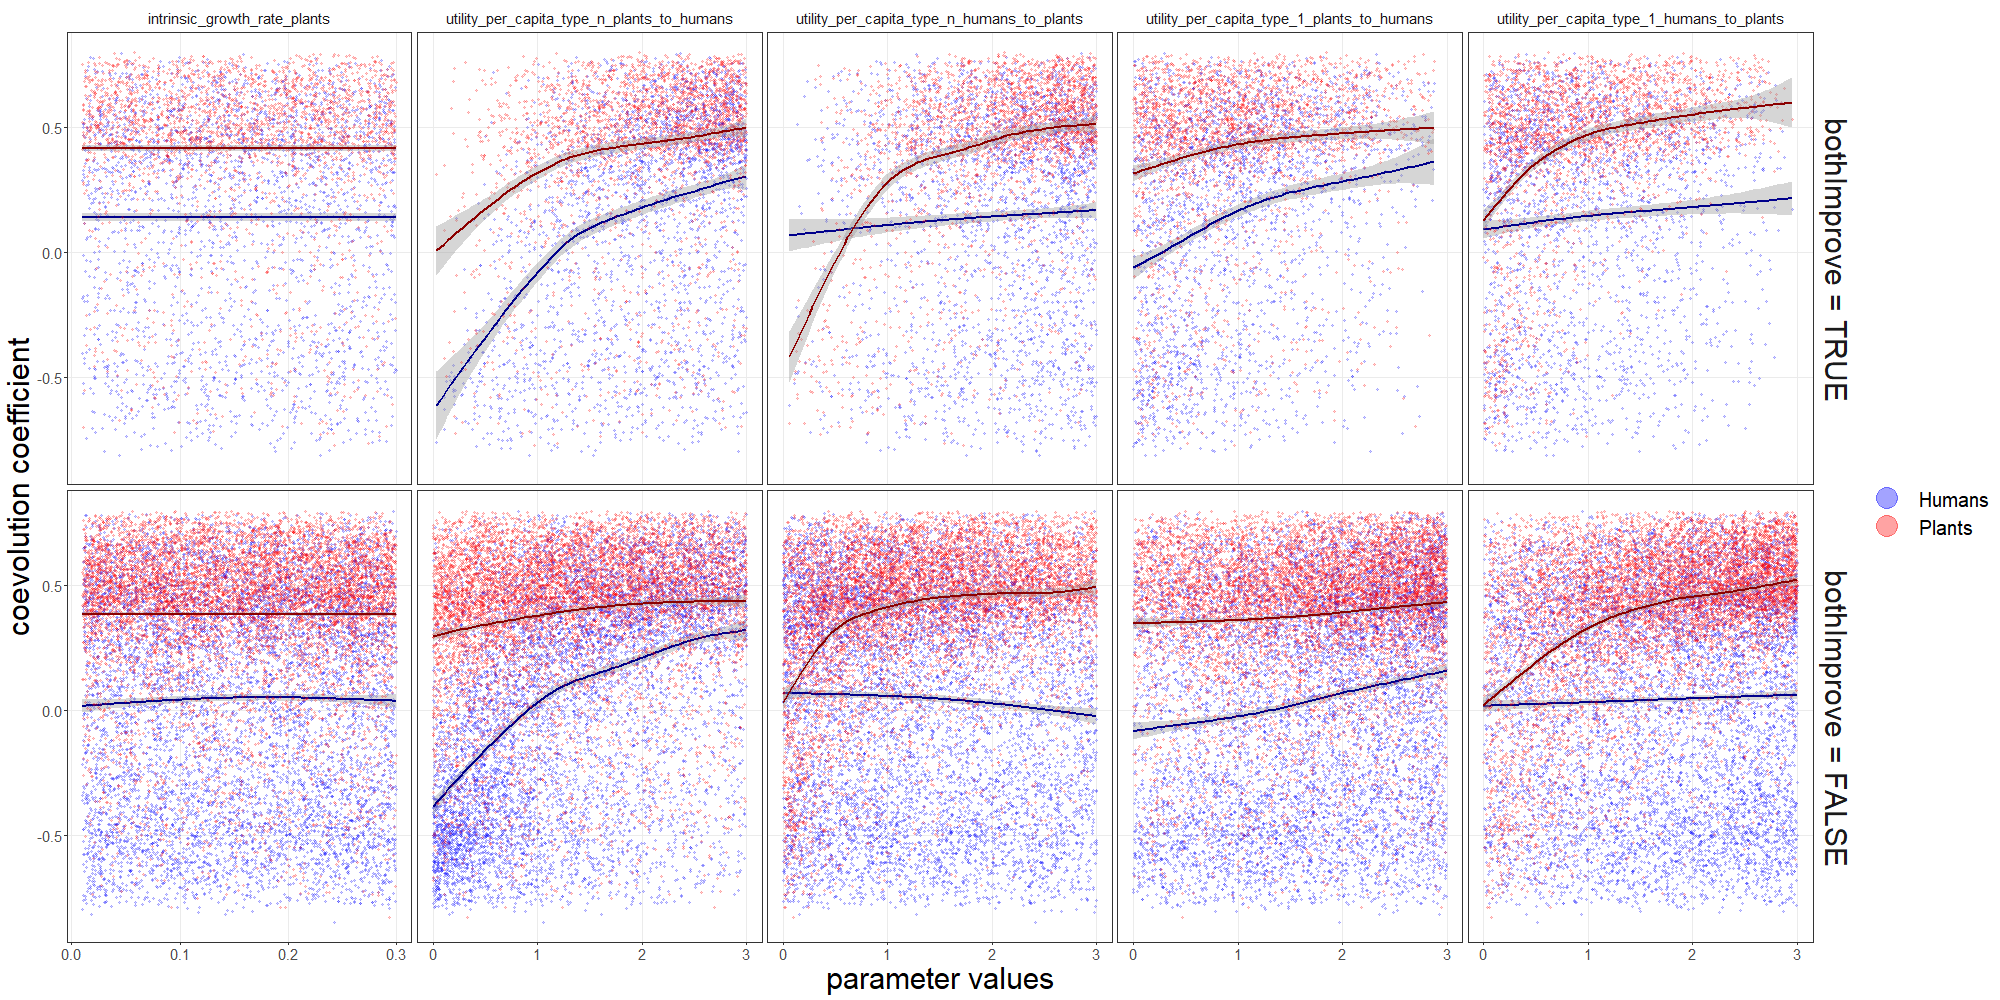 intrinsic_growth_rate_plants
utility_per_capita_type_n_plants_to_humans
utility_per_capita_type_n_humans_to_plants
utility_per_capita_type_1_plants_to_humans
utility_per_capita_type_1_humans_to_plants
0.5
0.0
-0.5
bothImprove = TRUE
coevolution coefficient
0.5
0.0
-0.5
bothImprove = FALSE
Humans
Plants
0.0 0.1 0.2 0.3
0 1 2 3
0 1 2 3
0 1 2 3
0 1 2 3
parameter values